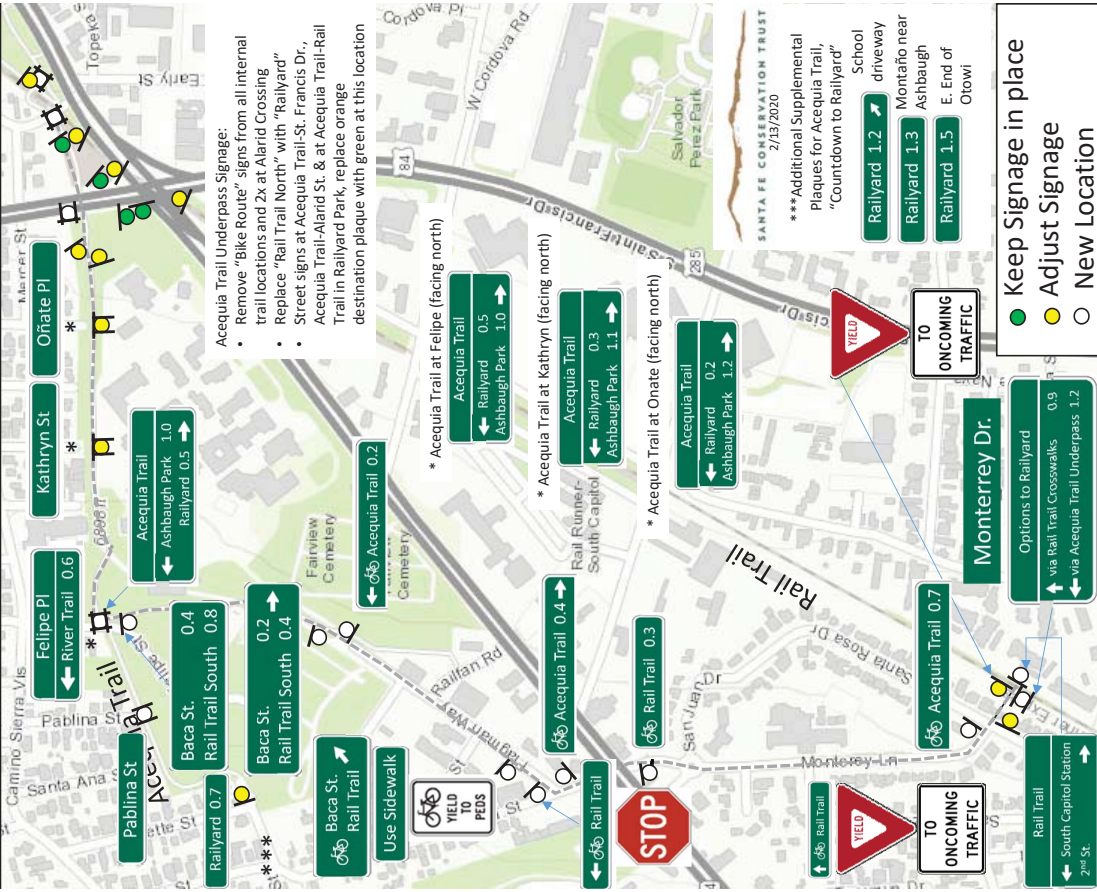 Camino Sierra Vis
Mercer St
Topeka
Early St
Cordova Rd
W Cordova Rd
Felipe Pl
← River Trail 0.6
Kathryn St
Oñate Pl
Acequia Underpass Signage:
• Remove “Bike Route” signs from all internal
trail locations and 2x at Alarid Crossing
• Replace “Rail Trail North” with “Railyard”
• Street signs at Acequia Trail-St. Francis Dr.,
Acequia Trail-Alarid St. & at Acequia Trail-Rail
Trail in Railyard Park, replace orange
destination plaque with green at this location
84
Salvador
Perez Park
6890 ft
*
*
*
Acequia Trail
← Ashbaugh Park 1.0
Railyard 0.5 →
Pablina St
Santa Ana S
Pablina St
Felipe St
Railyard 0.7
***
Baca St. 0.4
Rail Trail South 0.8
Baca St. 0.2 →
Rail Trail South 0.4
Fairview
Cemetery
Cemetery
← Acequia Trail 0.2
* Acequia Trail at Felipe (facing north)
Acequia Trail
← Railyard 0.5
Ashbaugh Park 1.0 →
* Acequia Trail at Kathryn (facing north)
Acequia Trail
← Railyard 0.3
Ashbaugh Park 1.1 →
* Acequia Trail at Onate (facing north)
Acequia Trail
← Railyard 0.2
Ashbaugh Park 1.2 →
Saint Francis Dr
285
SANTA FE CONSERVATION TRUST
2/13/2020
***Additional Supplemental
Plaques for Acequia Trail,
“Countdown to Railyard”
Railyard 1.2 ↗ School driveway
Railyard 1.3 Montaño near Ashbaugh
Railyard 1.5 E. End of Otowi
Baca St. ↗
Rail Trail
Use Sidewalk
YIELD
TO
PEDS
Flagman Way
Railfan Rd
Rail Runner-
South Capitol
Rail Trail
← Rail Trail
Acequia Trail 0.4 →
Rail Trail 0.3
STOP
San Juan Dr
Santa Rosa Dr
Monterey Ln
Acequia Trail 0.7
↑ Rail Trail
YIELD
TO
ONCOMING
TRAFFIC
YIELD
TO
ONCOMING
TRAFFIC
Monterrey Dr.
Rail Trail
← South Capitol Station
2nd St. →
Options to Railyard
↑ via Rail Trail Crosswalks 0.9
← via Acequia Trail Underpass 1.2
Keep Signage in place
Adjust Signage
New Location